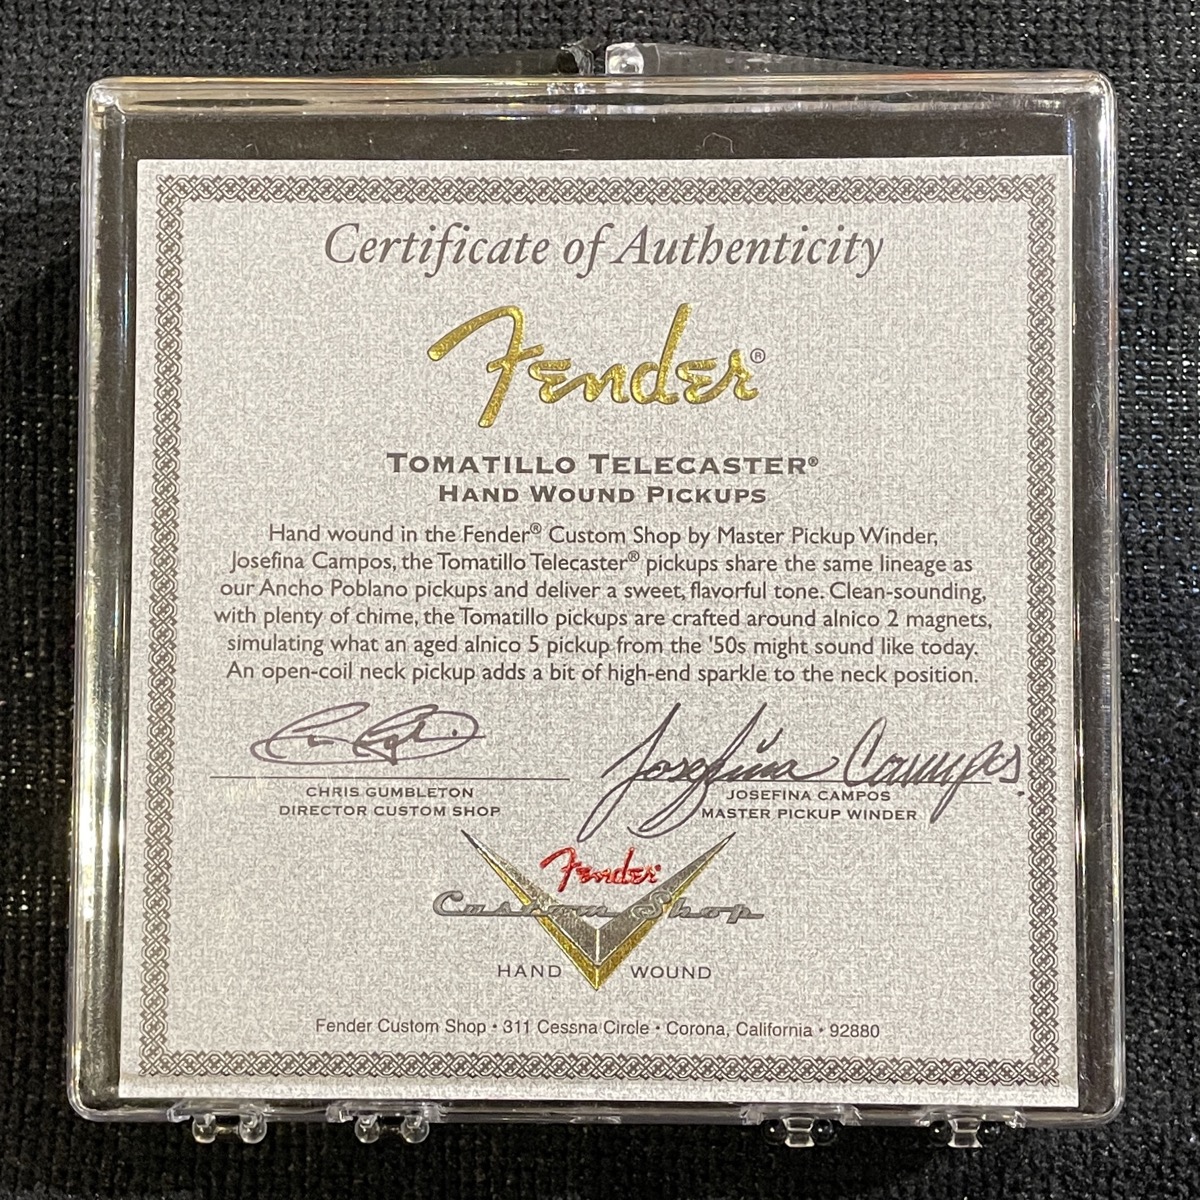 Certificate of Authenticity
Fender®
TOMATILLO TELECASTER®
HAND WOUND PICKUPS
Hand wound in the Fender® Custom Shop by Master Pickup Winder,
Josefina Campos, the Tomatillo Telecaster® pickups share the same lineage as
our Ancho Poblano pickups and deliver a sweet, flavorful tone. Clean-sounding,
with plenty of chime, the Tomatillo pickups are crafted around alnico 2 magnets,
simulating what an aged alnico 5 pickup from the '50s might sound like today.
An open-coil neck pickup adds a bit of high-end sparkle to the neck position.
Josefina Campos
CHRIS GUMBLETON
DIRECTOR CUSTOM SHOP
JOSEFINA CAMPOS
MASTER PICKUP WINDER
Fender
Custom Shop
HAND WOUND
Fender Custom Shop • 311 Cessna Circle • Corona, California • 92880